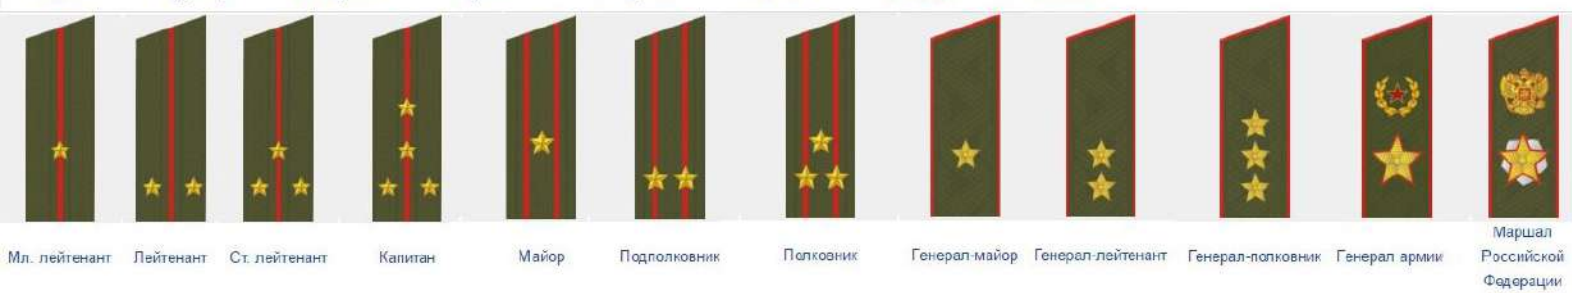 Мл. лейтенант
Лейтенант
Ст. лейтенант
Капитан
Майор
Подполковник
Полковник
Генерал-майор
Генерал-лейтенант
Генерал-полковник
Генерал армии
Маршал
Российской
Федерации